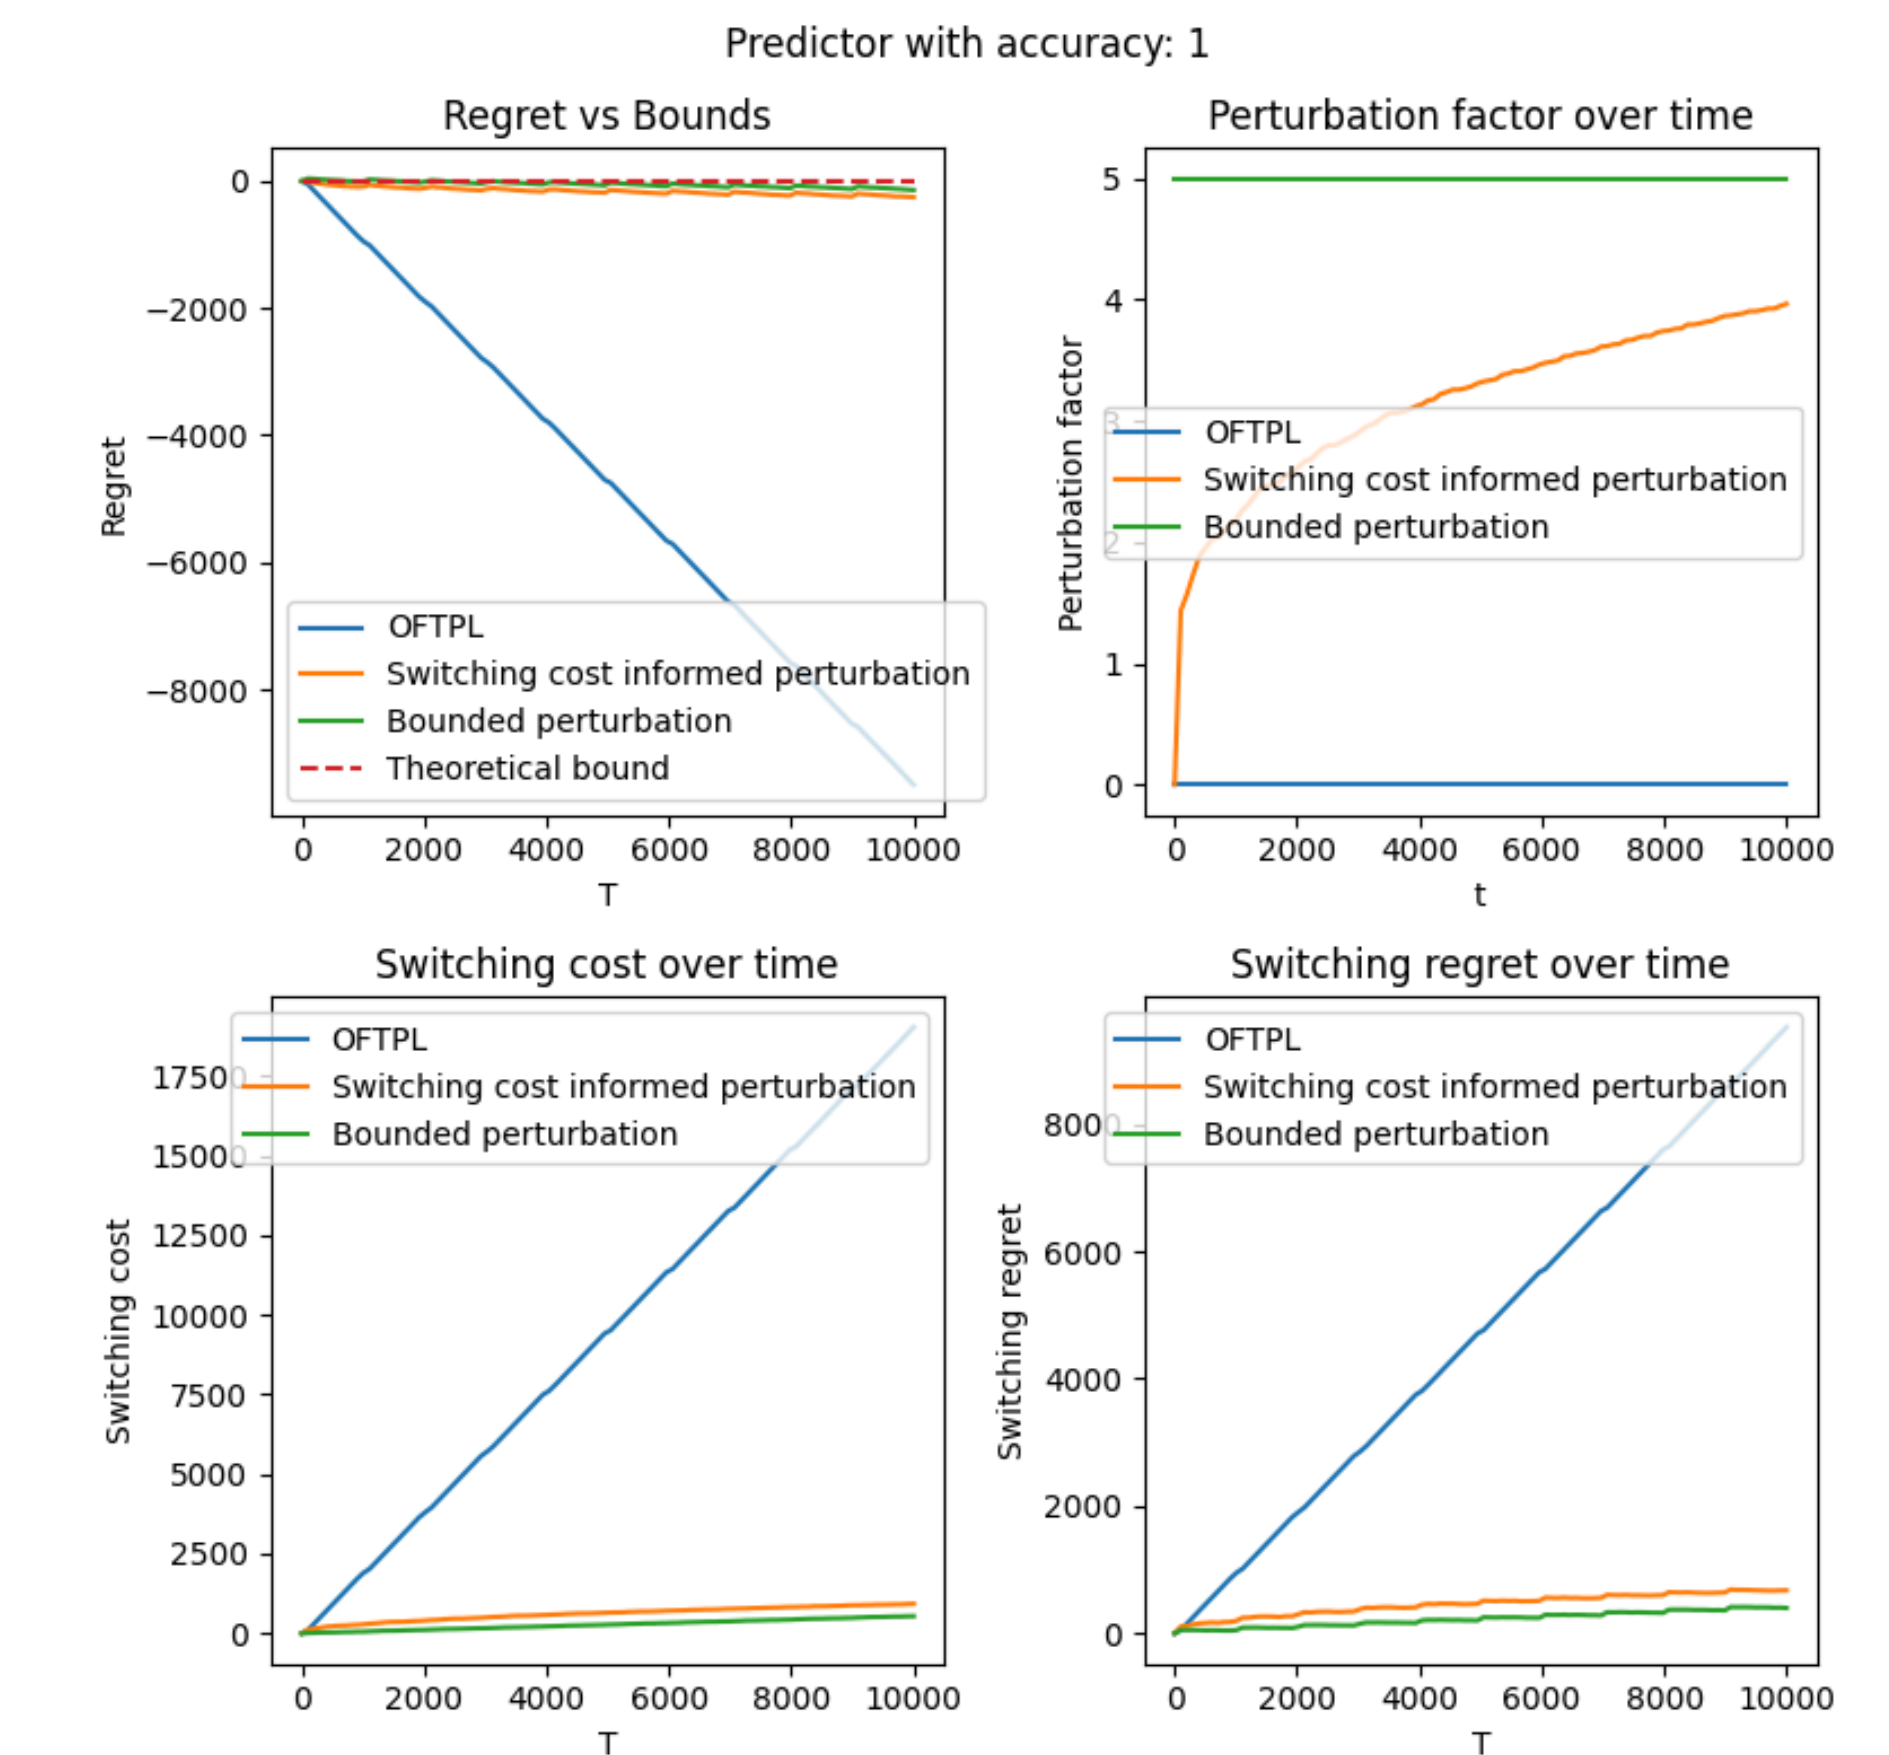 Predictor with accuracy: 1
Regret vs Bounds
Regret
0
−2000
−4000
−6000
−8000
OFTPL
Switching cost informed perturbation
Bounded perturbation
Theoretical bound
0 2000 4000 6000 8000 10000
T
Perturbation factor over time
Perturbation factor
5
4
3
2
1
0
OFTPL
Switching cost informed perturbation
Bounded perturbation
0 2000 4000 6000 8000 10000
t
Switching cost over time
Switching cost
17500
15000
12500
10000
7500
5000
2500
0
OFTPL
Switching cost informed perturbation
Bounded perturbation
0 2000 4000 6000 8000 10000
T
Switching regret over time
Switching regret
8000
6000
4000
2000
0
OFTPL
Switching cost informed perturbation
Bounded perturbation
0 2000 4000 6000 8000 10000
T